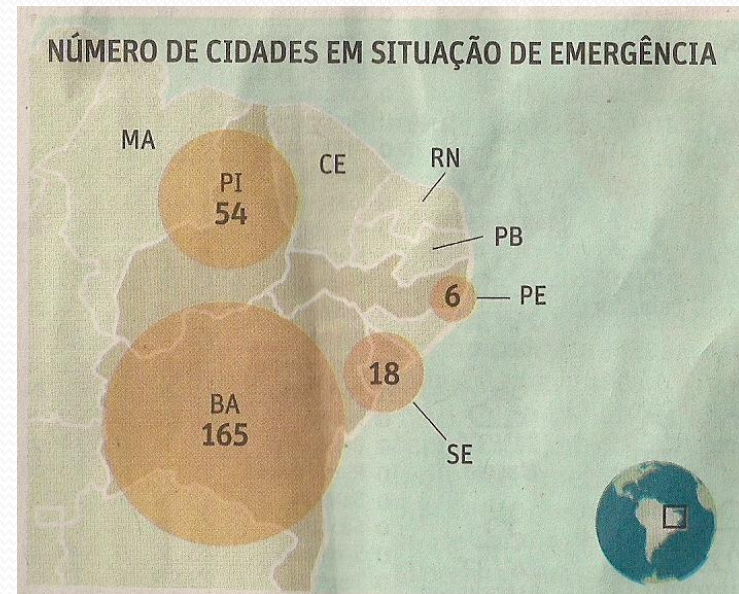 NÚMERO DE CIDADES EM SITUAÇÃO DE EMERGÊNCIA
MA
PI
54
CE
RN
PB
6
PE
18
BA
165
SE